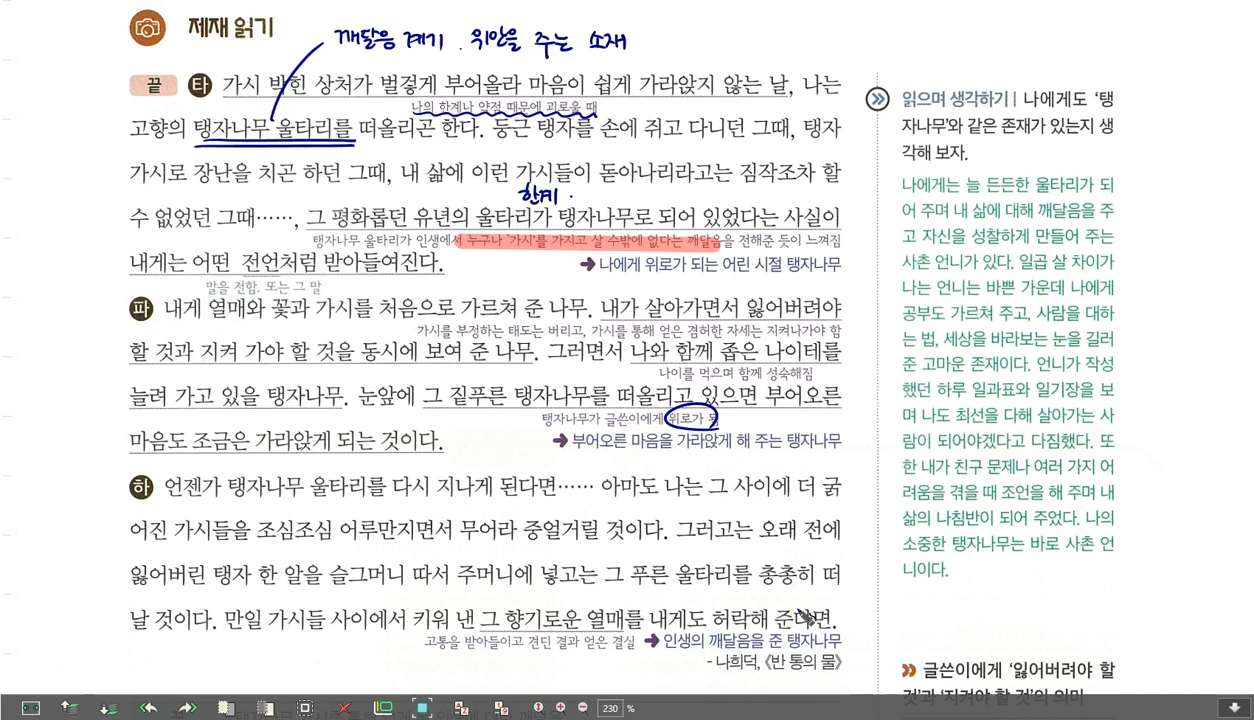 제재 읽기
깨달음 계기. 위안을 주는 소재
끝 타 가시 박힌 상처가 벌겋게 부어올라 마음이 쉽게 가라앉지 않는 날, 나는
나의 한계나 약점 때문에 괴로울 때
고향의 탱자나무 울타리를 떠올리곤 한다. 둥근 탱자를 손에 쥐고 다니던 그때, 탱자
가시로 장난을 치곤 하던 그때, 내 삶에 이런 가시들이 돋아나리라고는 짐작조차 할
한계.
수 없었던 그때……, 그 평화롭던 유년의 울타리가 탱자나무로 되어 있었다는 사실이
탱자나무 울타리가 인생에서 누구나 '가시'를 가지고 살 수밖에 없다는 깨달음을 전해준 듯이 느껴짐
내게는 어떤 전언처럼 받아들여진다.
➔ 나에게 위로가 되는 어린 시절 탱자나무
말을 전함. 또는 그 말
파 내게 열매와 꽃과 가시를 처음으로 가르쳐 준 나무. 내가 살아가면서 잃어버려야
가시를 부정하는 태도는 버리고, 가시를 통해 얻은 겸허한 자세는 지켜나가야 함
할 것과 지켜 가야 할 것을 동시에 보여 준 나무. 그러면서 나와 함께 좁은 나이테를
나이를 먹으며 함께 성숙해짐
늘려 가고 있을 탱자나무. 눈앞에 그 짙푸른 탱자나무를 떠올리고 있으면 부어오른
탱자나무가 글쓴이에게 위로가 됨
마음도 조금은 가라앉게 되는 것이다.
➔ 부어오른 마음을 가라앉게 해 주는 탱자나무
하 언젠가 탱자나무 울타리를 다시 지나게 된다면…… 아마도 나는 그 사이에 더 굵
어진 가시들을 조심조심 어루만지면서 무어라 중얼거릴 것이다. 그러고는 오래 전에
잃어버린 탱자 한 알을 슬그머니 따서 주머니에 넣고는 그 푸른 울타리를 총총히 떠
날 것이다. 만일 가시들 사이에서 키워 낸 그 향기로운 열매를 내게도 허락해 준다면.
고통을 받아들이고 견딘 결과 얻은 결실 ➔ 인생의 깨달음을 준 탱자나무
- 나희덕, 《반 통의 물》
읽으며 생각하기 | 나에게도 '탱
자나무'와 같은 존재가 있는지 생
각해 보자.
나에게는 늘 든든한 울타리가 되
어 주며 내 삶에 대해 깨달음을 주
고 자신을 성찰하게 만들어 주는
사촌 언니가 있다. 일곱 살 차이가
나는 언니는 바쁜 가운데 나에게
공부도 가르쳐 주고, 사람을 대하
는 법, 세상을 바라보는 눈을 길러
준 고마운 존재이다. 언니가 작성
했던 하루 일과표와 일기장을 보
며 나도 최선을 다해 살아가는 사
람이 되어야겠다고 다짐했다. 또
한 내가 친구 문제나 여러 가지 어
려움을 겪을 때 조언을 해 주며 내
삶의 나침반이 되어 주었다. 나의
소중한 탱자나무는 바로 사촌 언
니이다.
글쓴이에게 '잃어버려야 할
것'과 '지켜야 할 것'의 의미
230 %